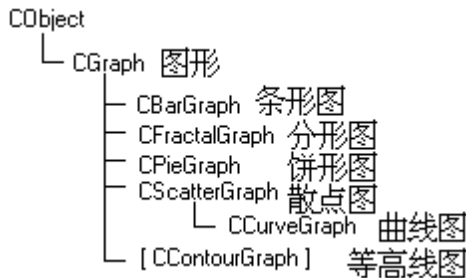 CObject
CGraph 图形
CBarGraph 条形图
CFractalGraph 分形图
CPieGraph 饼形图
CScatterGraph 散点图
CCurveGraph 曲线图
[ CContourGraph ] 等高线图